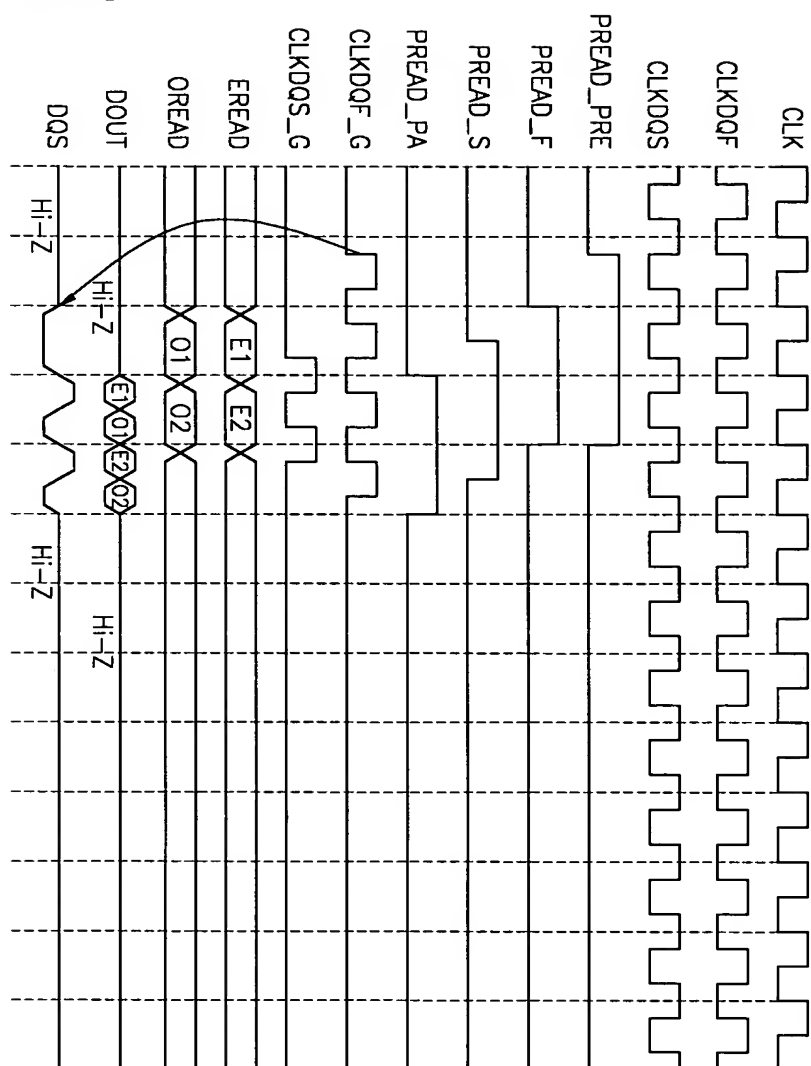 CLK
CLKDQF
CLKDQS
PREAD_PRE
PREAD_F
PREAD_S
PREAD_PA
CLKDQF_G
CLKDQS_G
EREAD E1 E2
OREAD O1 O2
DOUT Hi-Z E1 O1 E2 O2 Hi-Z
DQS Hi-Z Hi-Z